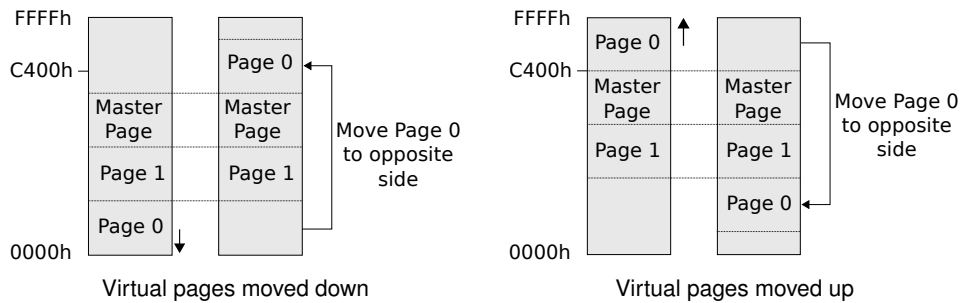 FFFFh
C400h
0000h
Master
Page
Page 1
Page 0
Page 0
Master
Page
Page 1
Move Page 0
to opposite
side
Virtual pages moved down
FFFFh
C400h
0000h
Page 0
Master
Page
Page 1
Master
Page
Page 1
Page 0
Move Page 0
to opposite
side
Virtual pages moved up